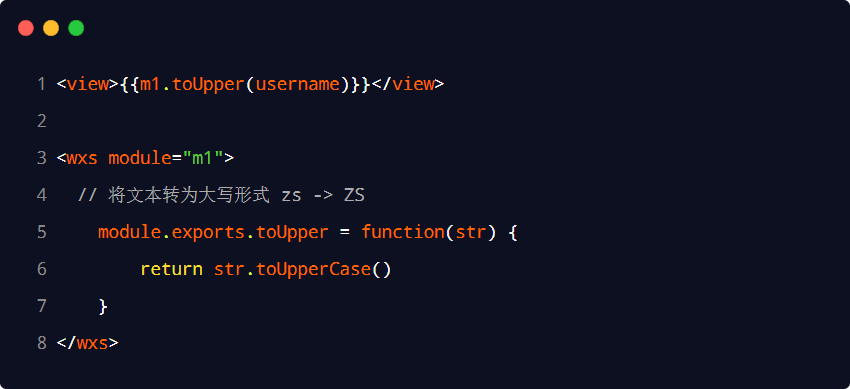 1 <view>{{m1.toUpper(username)}}</view>
2
3 <wxs module="m1">
4 // 将文本转为大写形式 zs -> ZS
5 module.exports.toUpper = function(str) {
6 return str.toUpperCase()
7 }
8 </wxs>